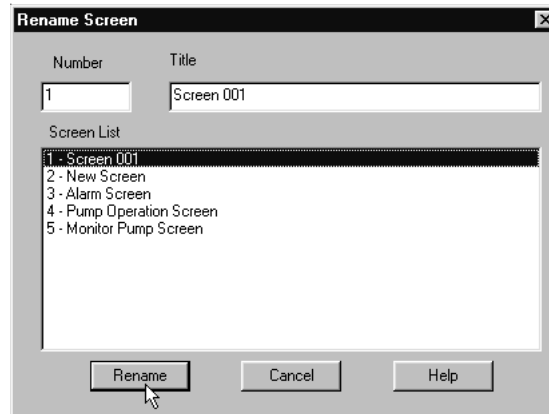 Rename Screen
Number Title
1 Screen 001
Screen List
1 - Screen 001
2 - New Screen
3 - Alarm Screen
4 - Pump Operation Screen
5 - Monitor Pump Screen
Rename Cancel Help